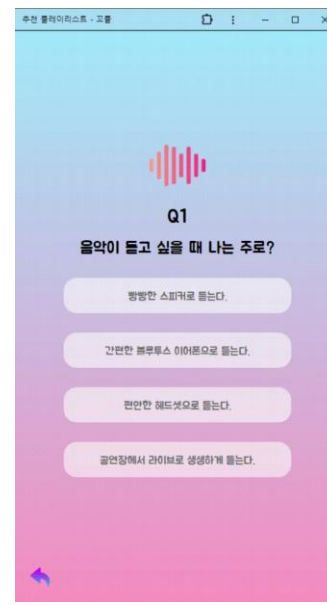 추천 플레이리스트 - 고플
Q1
음악이 듣고 싶을 때 나는 주로?
빵빵한 스피커로 듣는다.
간편한 블루투스 이어폰으로 듣는다.
편안한 헤드셋으로 듣는다.
공연장에서 라이브로 생생하게 듣는다.